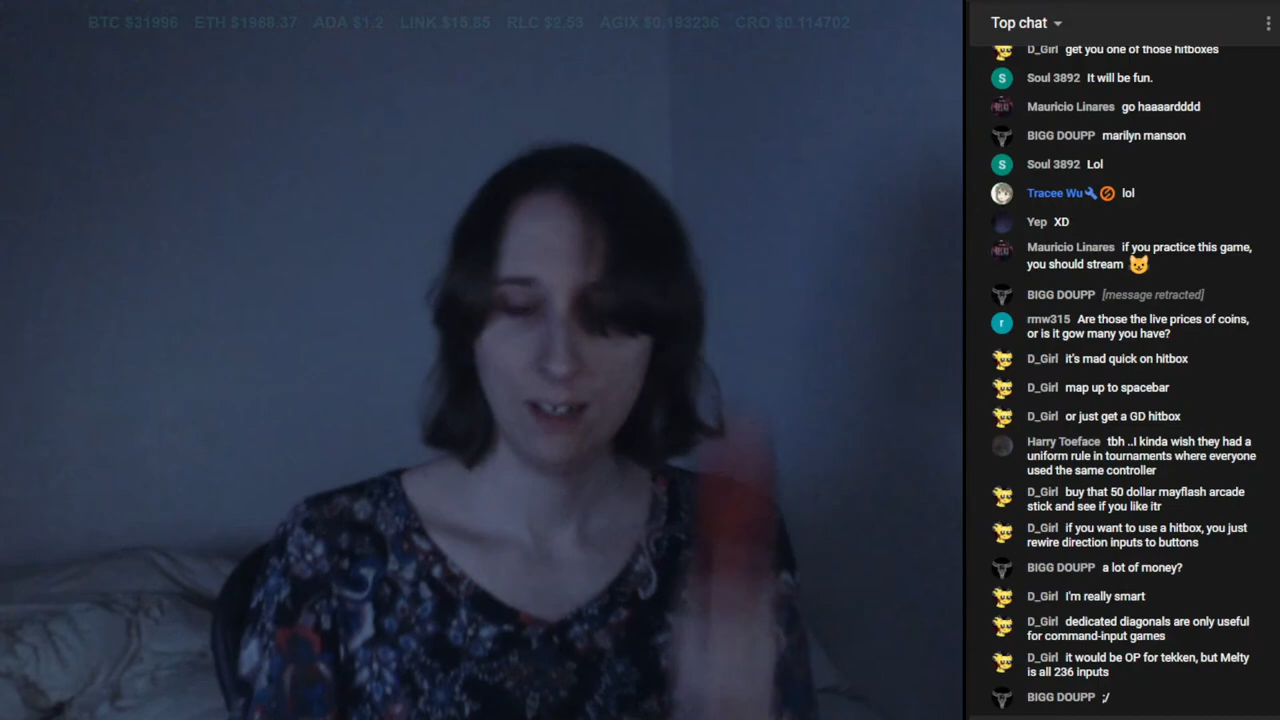 BTC $31996 ETH $1968.37 ADA $1.2 LINK $15.85 RLC $2.53 AGIX $0.193236 CRO $0.114702
Top chat
D_Girl get you one of those hitboxes
S Soul 3892 It will be fun.
Mauricio Linares go haaaardddd
BIGG DOUPP marilyn manson
S Soul 3892 Lol
Tracee Wu lol
Yep XD
Mauricio Linares if you practice this game,
you should stream
BIGG DOUPP [message retracted]
r rmw315 Are those the live prices of coins,
or is it gow many you have?
D_Girl it's mad quick on hitbox
D_Girl map up to spacebar
D_Girl or just get a GD hitbox
Harry Toeface tbh ..I kinda wish they had a
uniform rule in tournaments where everyone
used the same controller
D_Girl buy that 50 dollar mayflash arcade
stick and see if you like itr
D_Girl if you want to use a hitbox, you just
rewire direction inputs to buttons
BIGG DOUPP a lot of money?
D_Girl I'm really smart
D_Girl dedicated diagonals are only useful
for command-input games
D_Girl it would be OP for tekken, but Melty
is all 236 inputs
BIGG DOUPP ;/